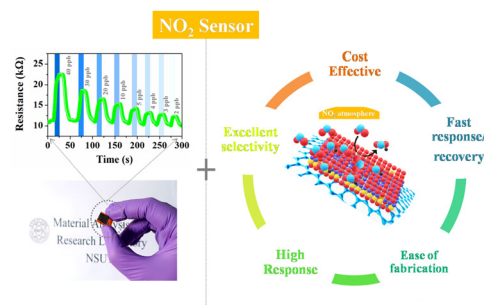 NO2 Sensor
Resistance (kΩ)
25
20
15
10
40 ppb
30 ppb
20 ppb
10 ppb
5 ppb
4 ppb
3 ppb
2 ppb
0 50 100 150 200 250 300
Time (s)
Material Analysis
Research Laboratory
NSU
+
Cost
Effective
Fast
response/
recovery
Ease of
fabrication
High
Response
Excellent
selectivity
NO2 atmosphere